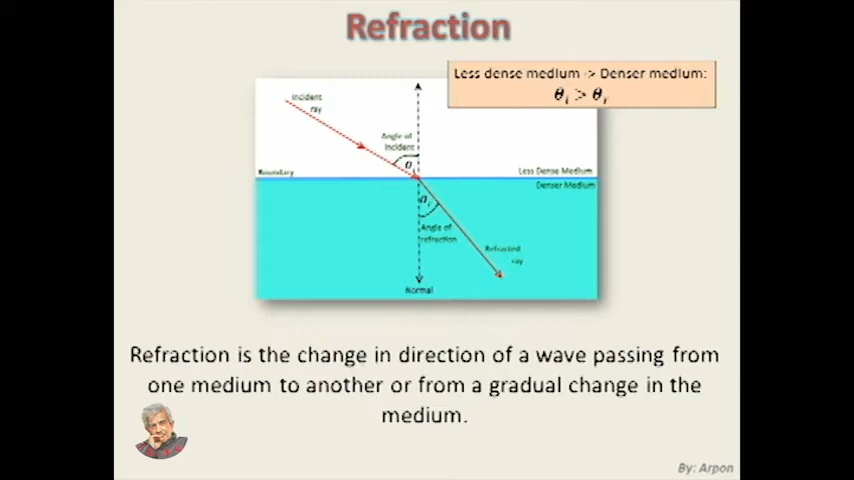 Refraction
Less dense medium -> Denser medium:
θi > θr
Incident
ray
Angle of
Incident
θ
Boundary
Less Dense Medium
Denser Medium
Angle of
refraction
Refracted
ray
Normal
Refraction is the change in direction of a wave passing from
one medium to another or from a gradual change in the
medium.
By: Arpon